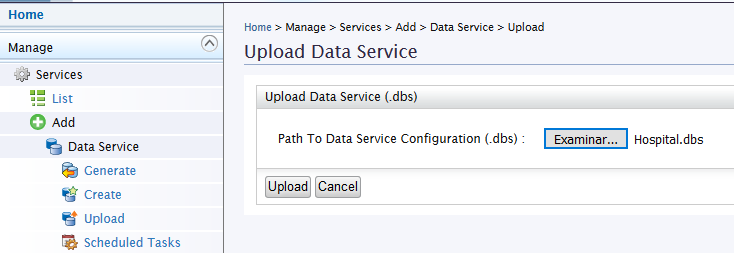 Home
Manage
Services
List
Add
Data Service
Generate
Create
Upload
Scheduled Tasks
Home > Manage > Services > Add > Data Service > Upload
Upload Data Service
Upload Data Service (.dbs)
Path To Data Service Configuration (.dbs) : Examinar... Hospital.dbs
Upload Cancel